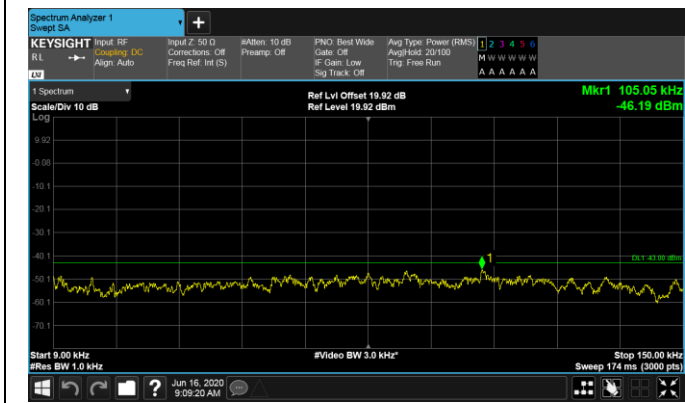 Spectrum Analyzer 1
Swept SA
KEYSIGHT Input: RF Input Z: 50 Ω #Atten: 10 dB PNO: Best Wide Avg Type: Power (RMS) 1 2 3 4 5 6
RL Coupling: DC Corrections: Off Preamp: Off Gate: Off Avg|Hold: 20/100 M W W W W W
Align: Auto Freq Ref: Int (S) IF Gain: Low Trig: Free Run
Sig Track: Off A A A A A A
LXI
1 Spectrum Ref Lvl Offset 19.92 dB Mkr1 105.05 kHz
Scale/Div 10 dB Ref Level 19.92 dBm -46.19 dBm
Log
9.92
-0.08
-10.1
-20.1
-30.1
-40.1
1
DL1 -43.00 dBm
-50.1
-60.1
-70.1
Start 9.00 kHz #Video BW 3.0 kHz* Stop 150.00 kHz
#Res BW 1.0 kHz Sweep 174 ms (3000 pts)
? Jun 16, 2020
9:09:20 AM